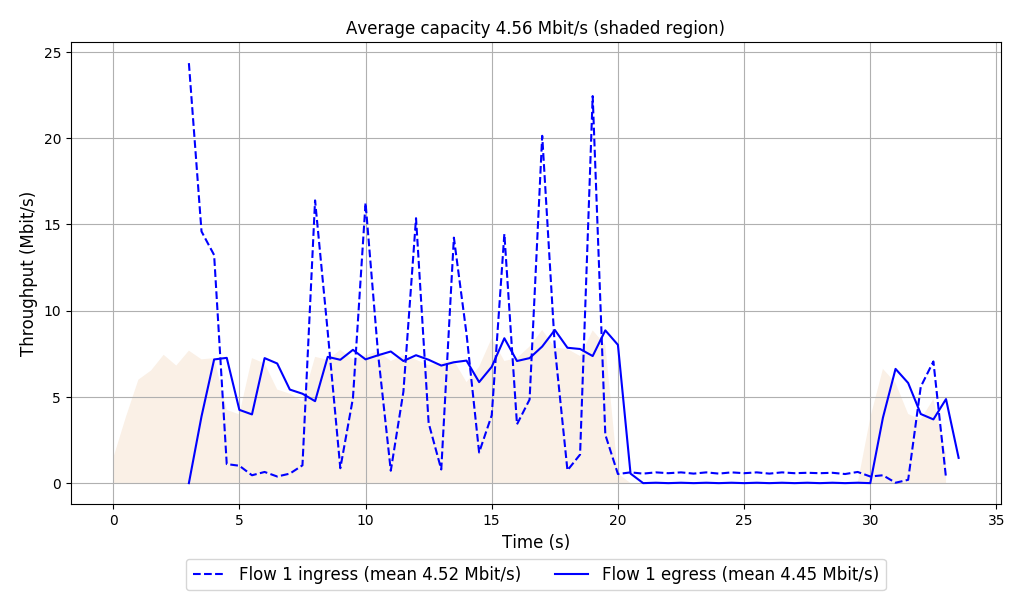 Average capacity 4.56 Mbit/s (shaded region)
Throughput (Mbit/s)
25
20
15
10
5
0
0 5 10 15 20 25 30 35
Time (s)
Flow 1 ingress (mean 4.52 Mbit/s) Flow 1 egress (mean 4.45 Mbit/s)